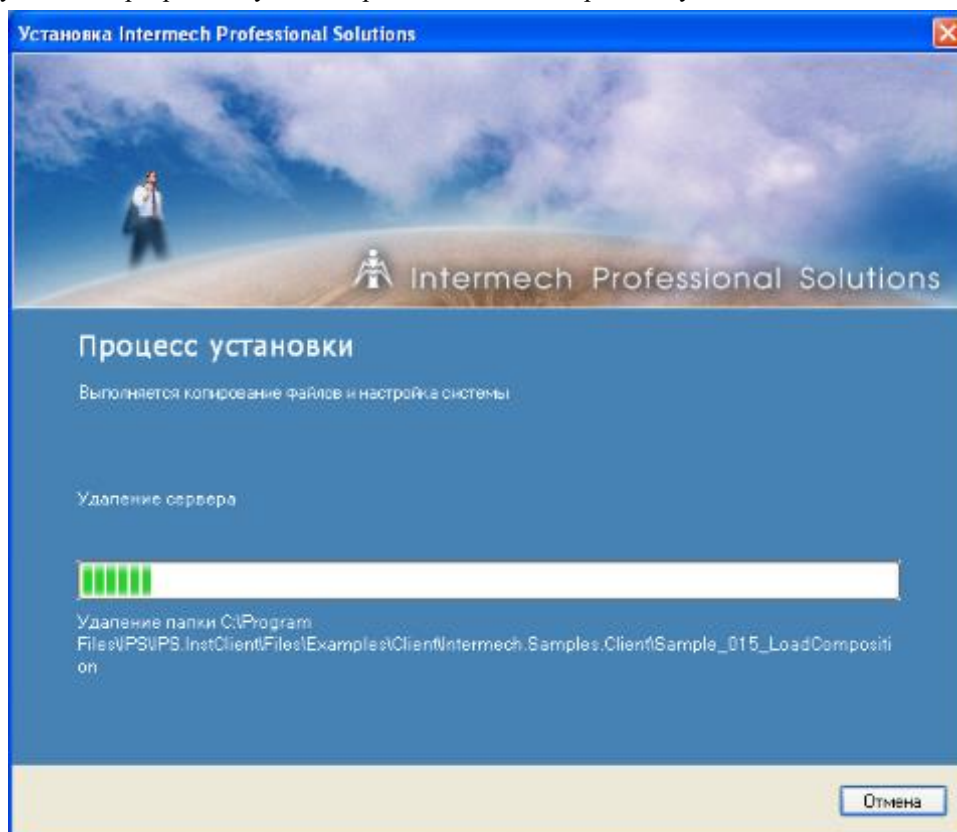 Установка Intermech Professional Solutions
Intermech Professional Solutions
Процесс установки
Выполняется копирование файлов и настройка системы
Удаление сервера
Удаление папки C:\Program
Files\IPS\IPS.InstClient\Files\Examples\Client\Intermech.Samples.Client\Sample_015_LoadCompositi
on
Отмена